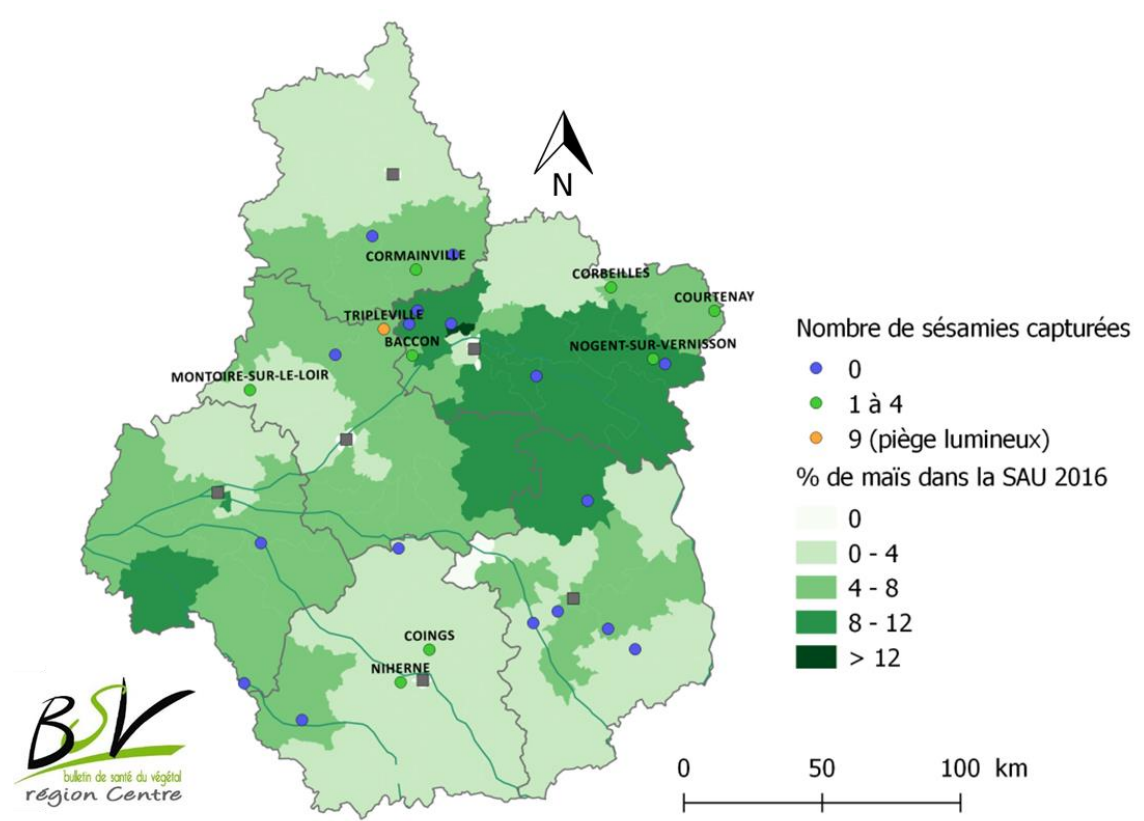 N
CORMAINVILLE
CORBEILLES
COURTENAY
TRIPLEVILLE
BACCON
NOGENT-SUR-VERNISSON
MONTOIRE-SUR-LE-LOIR
COINGS
NIHERNE
Nombre de sésamies capturées
0
1 à 4
9 (piège lumineux)
% de maïs dans la SAU 2016
0
0 - 4
4 - 8
8 - 12
> 12
BSV
bulletin de santé du végétal
région Centre
0 50 100 km